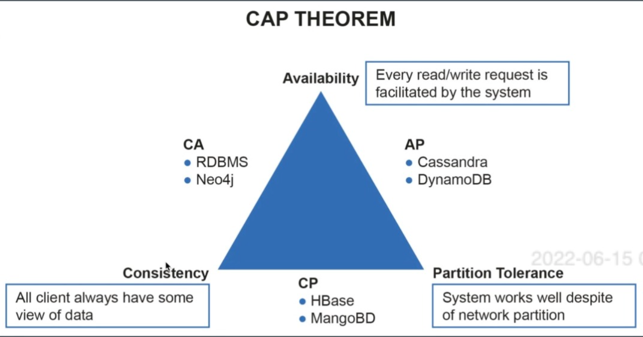 CAP THEOREM
Availability
Every read/write request is
facilitated by the system
CA
• RDBMS
• Neo4j
AP
• Cassandra
• DynamoDB
2022-06-15
Consistency
All client always have some
view of data
CP
• HBase
• MangoBD
Partition Tolerance
System works well despite
of network partition